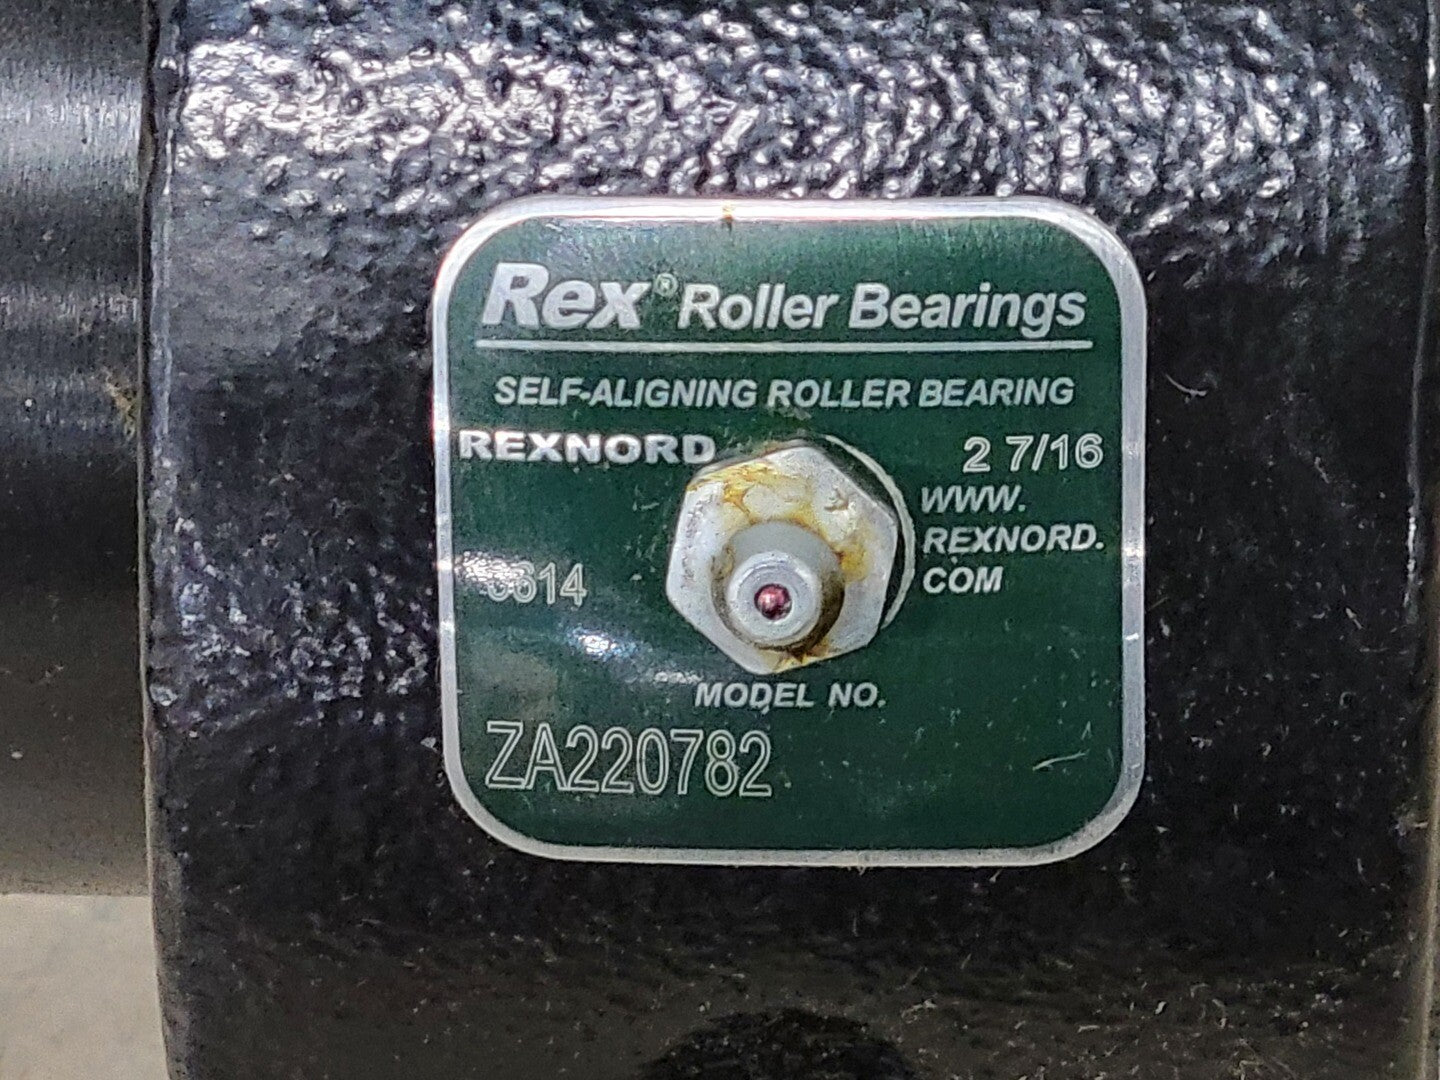 Rex® Roller Bearings
SELF-ALIGNING ROLLER BEARING
REXNORD 2 7/16
WWW.
REXNORD.
COM
MODEL NO.
ZA220782